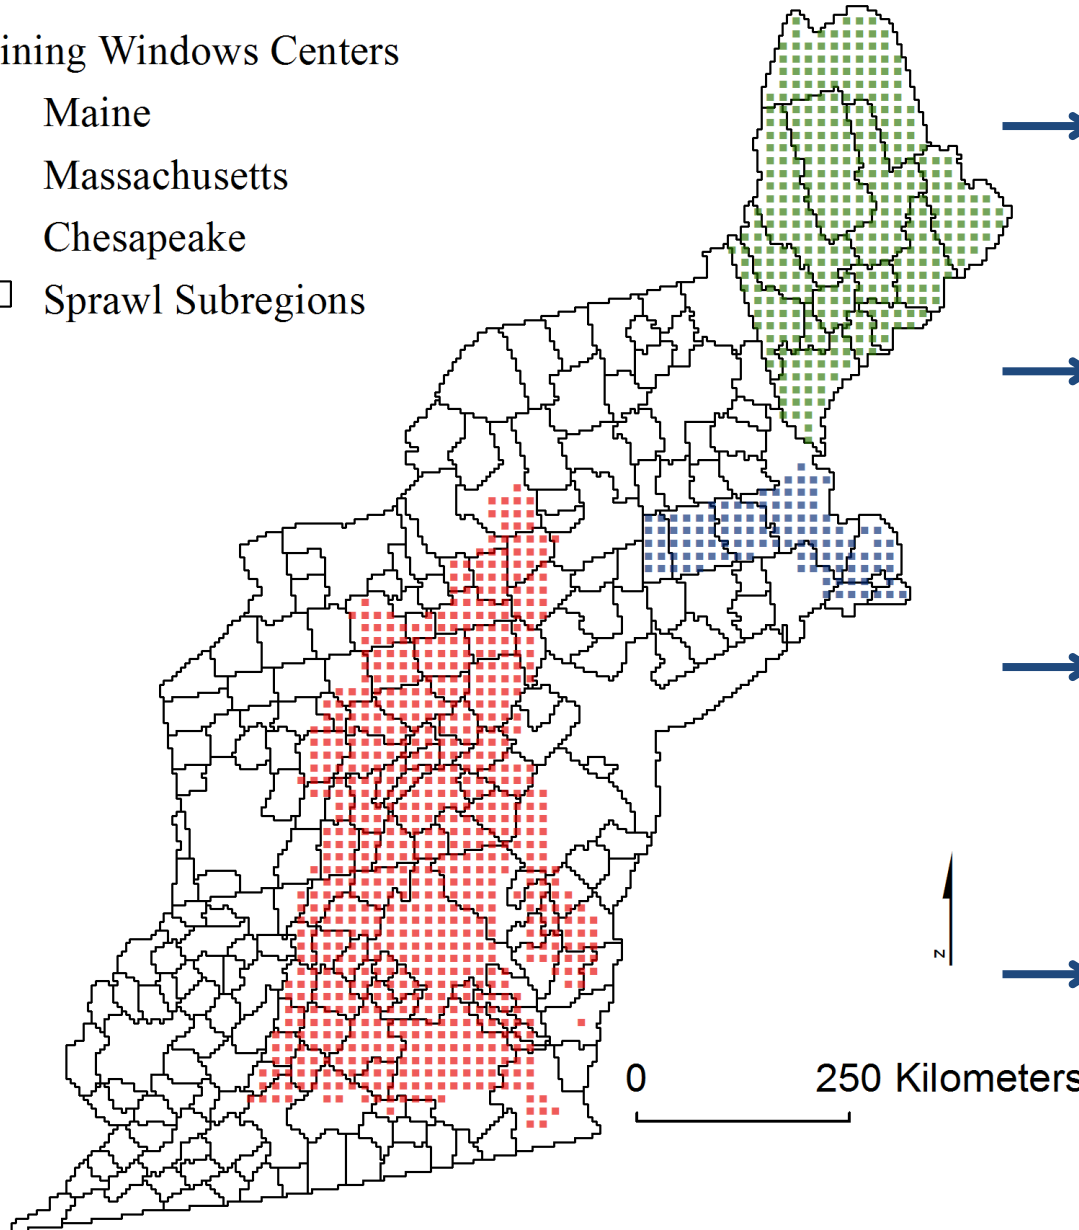 ining Windows Centers
Maine
Massachusetts
Chesapeake
Sprawl Subregions
z
0 250 Kilometers